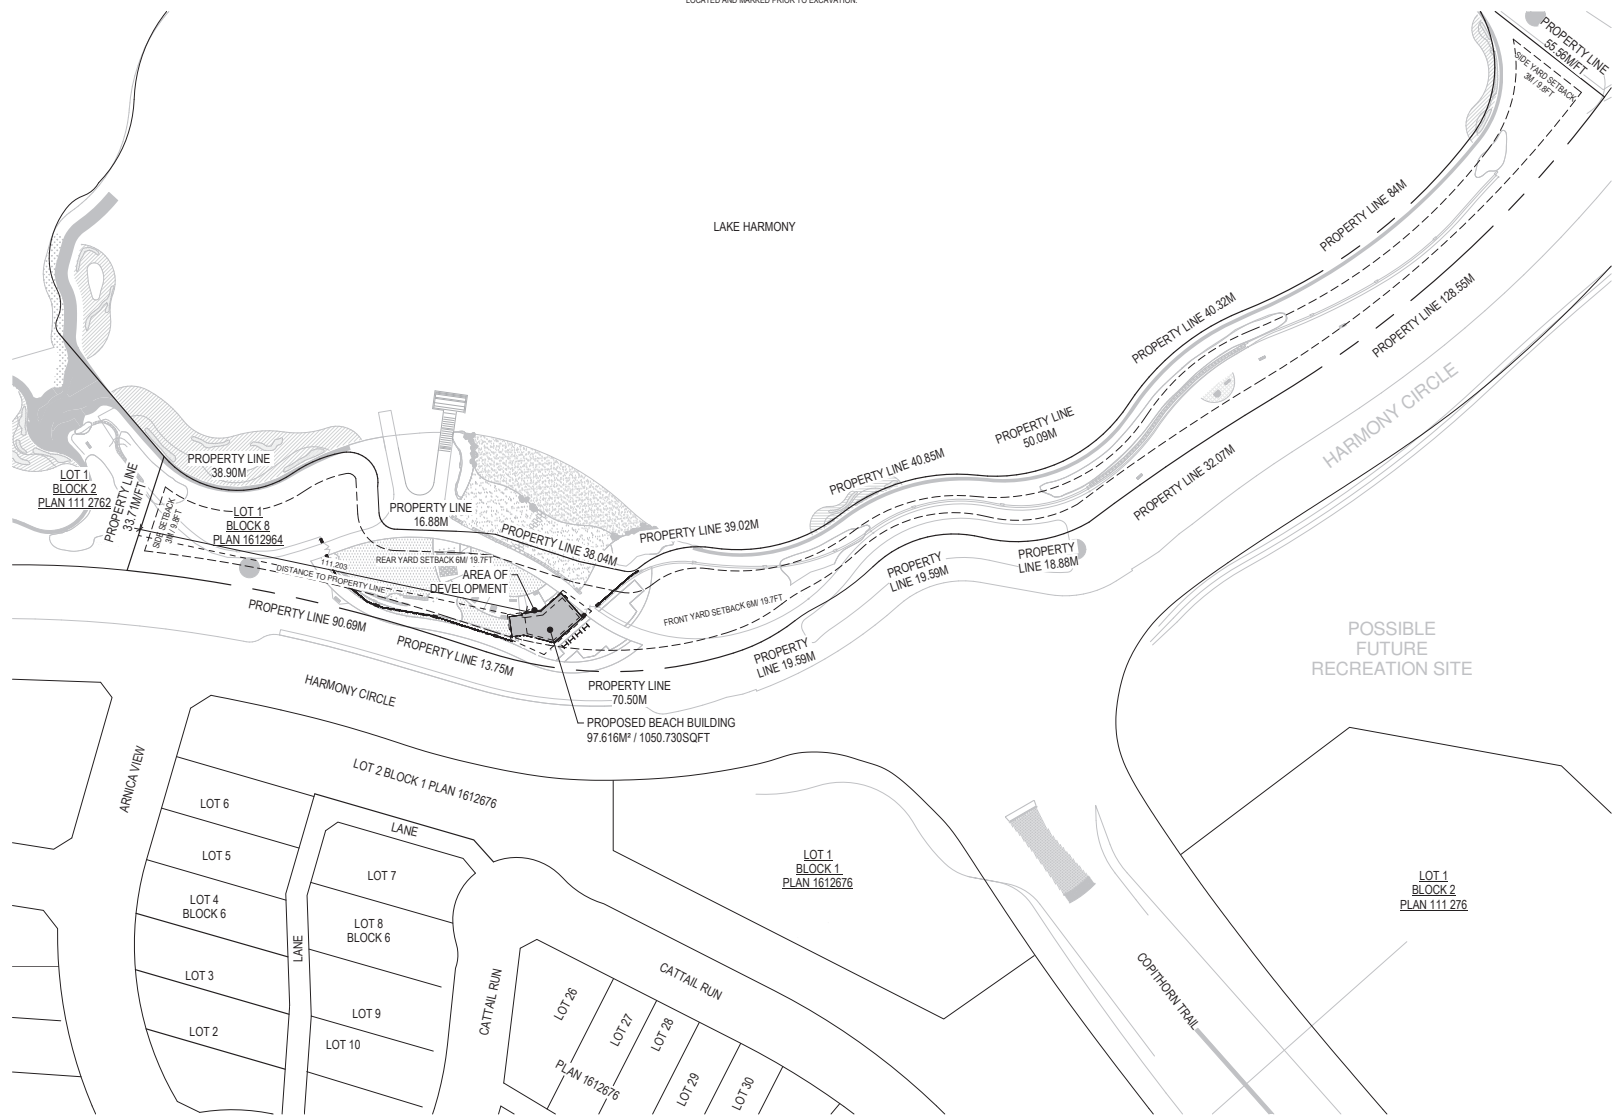 LOCATED AND MARKED PRIOR TO EXCAVATION.
PROPERTY LINE
55.56M/FT
SIDE YARD SETBACK
3M / 9.8FT
LAKE HARMONY
PROPERTY LINE 84M
PROPERTY LINE 40.32M
PROPERTY LINE 128.55M
HARMONY CIRCLE
PROPERTY LINE
50.09M
PROPERTY LINE 40.85M
PROPERTY LINE 32.07M
PROPERTY LINE
38.90M
LOT 1
BLOCK 2
PLAN 111 2762
PROPERTY LINE
33.71M/FT
SIDE SETBACK
3M / 9.8FT
LOT 1
BLOCK 8
PLAN 1612964
PROPERTY LINE
16.88M
PROPERTY LINE 38.04M
PROPERTY LINE 39.02M
111.203
DISTANCE TO PROPERTY LINE
REAR YARD SETBACK 6M/ 19.7FT
AREA OF
DEVELOPMENT
FRONT YARD SETBACK 6M/ 19.7FT
PROPERTY
LINE 19.59M
PROPERTY
LINE 18.88M
PROPERTY LINE 90.69M
PROPERTY LINE 13.75M
PROPERTY
LINE 19.59M
POSSIBLE
FUTURE
RECREATION SITE
HARMONY CIRCLE
PROPERTY LINE
70.50M
PROPOSED BEACH BUILDING
97.616M² / 1050.730SQFT
ARNICA VIEW
LOT 2 BLOCK 1 PLAN 1612676
LOT 6
LANE
LOT 5
LOT 7
LOT 4
BLOCK 6
LOT 8
BLOCK 6
LANE
LOT 3
LOT 9
LOT 2
LOT 10
LOT 1
BLOCK 1
PLAN 1612676
LOT 1
BLOCK 2
PLAN 111 276
CATTAIL RUN
CATTAIL RUN
LOT 26
LOT 27
LOT 28
LOT 29
LOT 30
PLAN 1612676
COPITHORN TRAIL